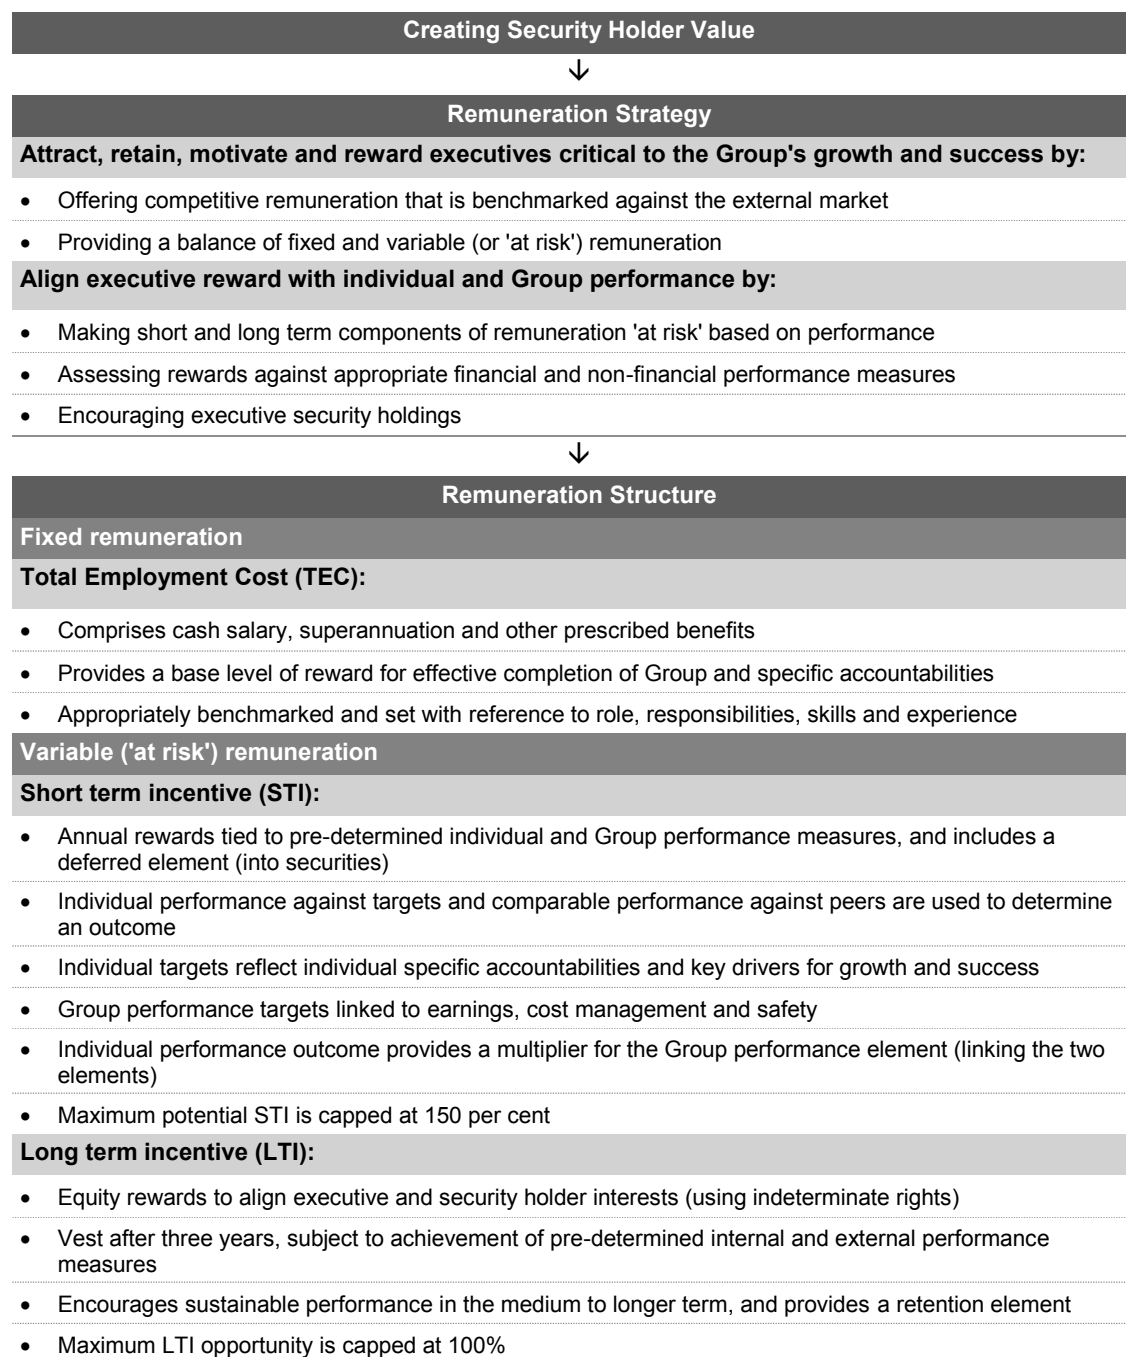 Creating Security Holder Value
↓
Remuneration Strategy
Attract, retain, motivate and reward executives critical to the Group's growth and success by:
• Offering competitive remuneration that is benchmarked against the external market
• Providing a balance of fixed and variable (or 'at risk') remuneration
Align executive reward with individual and Group performance by:
• Making short and long term components of remuneration 'at risk' based on performance
• Assessing rewards against appropriate financial and non-financial performance measures
• Encouraging executive security holdings
↓
Remuneration Structure
Fixed remuneration
Total Employment Cost (TEC):
• Comprises cash salary, superannuation and other prescribed benefits
• Provides a base level of reward for effective completion of Group and specific accountabilities
• Appropriately benchmarked and set with reference to role, responsibilities, skills and experience
Variable ('at risk') remuneration
Short term incentive (STI):
• Annual rewards tied to pre-determined individual and Group performance measures, and includes a
deferred element (into securities)
• Individual performance against targets and comparable performance against peers are used to determine
an outcome
• Individual targets reflect individual specific accountabilities and key drivers for growth and success
• Group performance targets linked to earnings, cost management and safety
• Individual performance outcome provides a multiplier for the Group performance element (linking the two
elements)
• Maximum potential STI is capped at 150 per cent
Long term incentive (LTI):
• Equity rewards to align executive and security holder interests (using indeterminate rights)
• Vest after three years, subject to achievement of pre-determined internal and external performance
measures
• Encourages sustainable performance in the medium to longer term, and provides a retention element
• Maximum LTI opportunity is capped at 100%